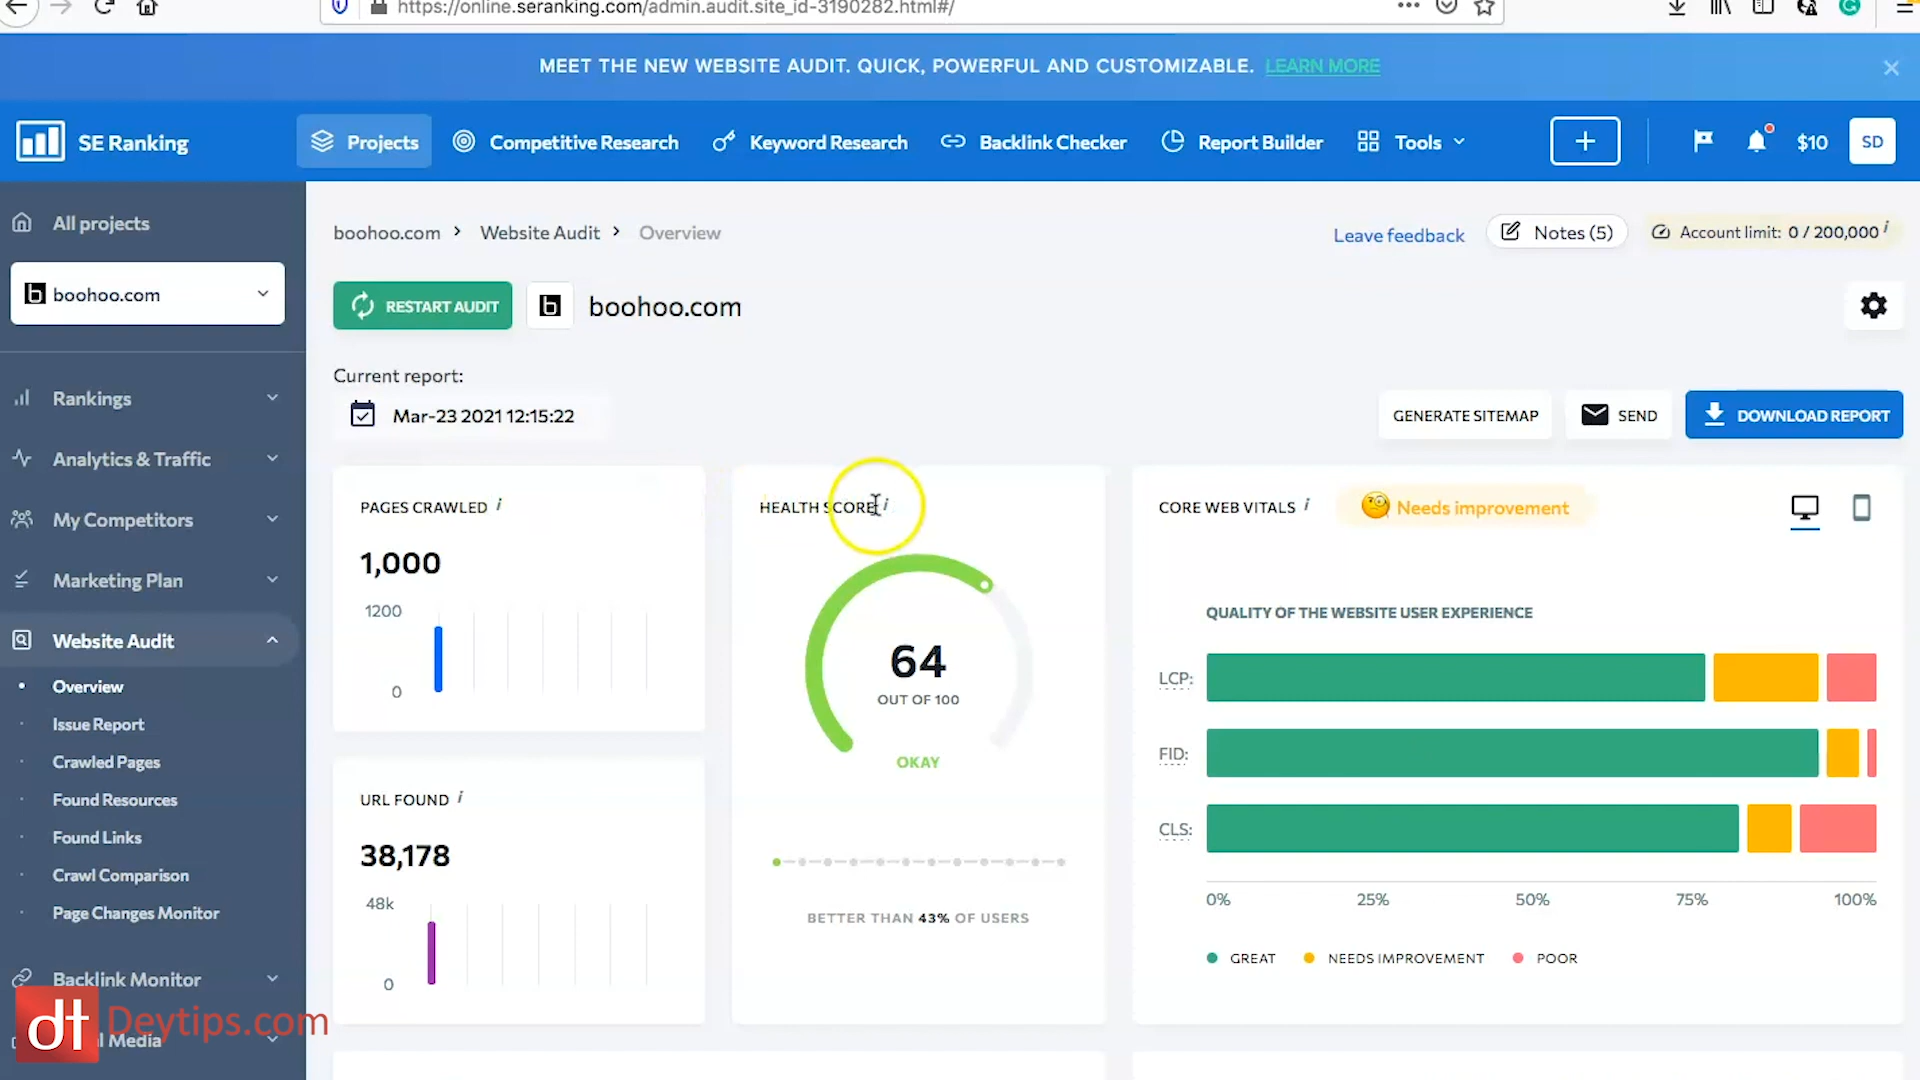 https://online.seranking.com/admin.audit.site_id-3190282.html#/
MEET THE NEW WEBSITE AUDIT. QUICK, POWERFUL AND CUSTOMIZABLE. LEARN MORE
SE Ranking
Projects
Competitive Research
Keyword Research
Backlink Checker
Report Builder
Tools
$10
SD
All projects
boohoo.com
Rankings
Analytics & Traffic
My Competitors
Marketing Plan
Website Audit
Overview
Issue Report
Crawled Pages
Found Resources
Found Links
Crawl Comparison
Page Changes Monitor
Backlink Monitor
Media
dt Deytips.com
boohoo.com > Website Audit > Overview
Leave feedback
Notes (5)
Account limit: 0 / 200,000 i
RESTART AUDIT
b
boohoo.com
Current report:
Mar-23 2021 12:15:22
GENERATE SITEMAP
SEND
DOWNLOAD REPORT
PAGES CRAWLED i
1,000
1200
0
URL FOUND i
38,178
48k
0
HEALTH SCORE i
64
OUT OF 100
OKAY
BETTER THAN 43% OF USERS
CORE WEB VITALS i
Needs improvement
QUALITY OF THE WEBSITE USER EXPERIENCE
LCP:
FID:
CLS:
0% 25% 50% 75% 100%
GREAT NEEDS IMPROVEMENT POOR